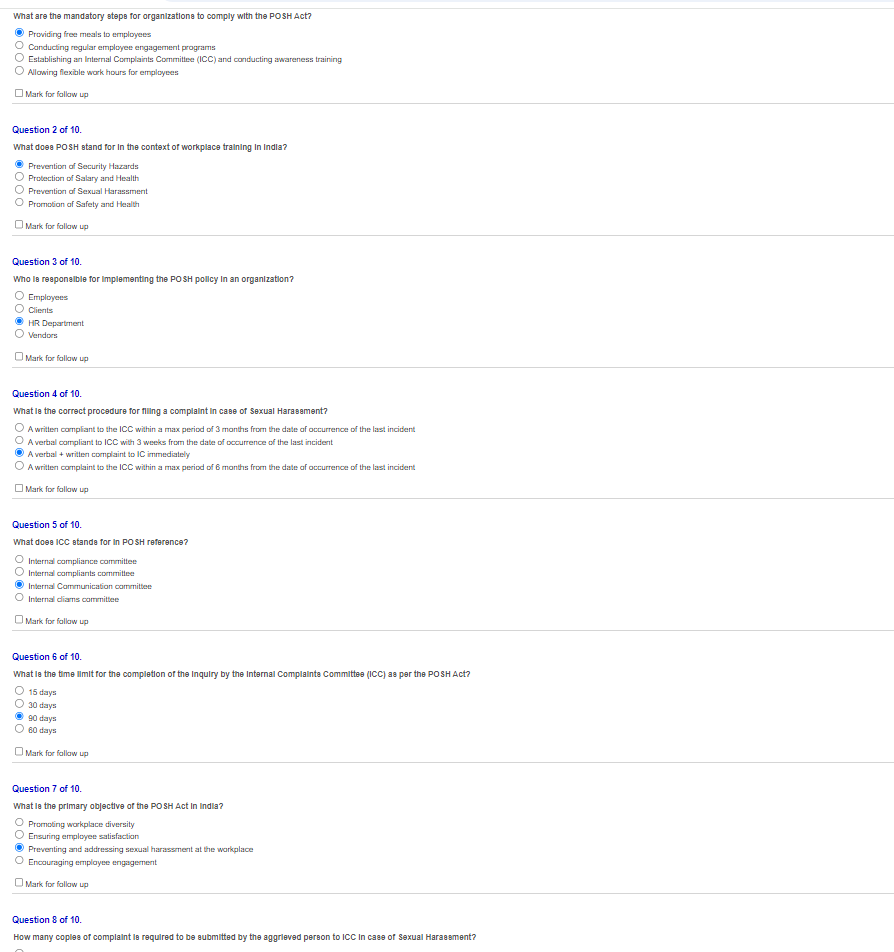 What are the mandatory steps for organizations to comply with the POSH Act?
Providing free meals to employees
Conducting regular employee engagement programs
Establishing an Internal Complaints Committee (ICC) and conducting awareness training
Allowing flexible work hours for employees
Mark for follow up
Question 2 of 10.
What does POSH stand for in the context of workplace training in India?
Prevention of Security Hazards
Protection of Salary and Health
Prevention of Sexual Harassment
Promotion of Safety and Health
Mark for follow up
Question 3 of 10.
Who is responsible for implementing the POSH policy in an organization?
Employees
Clients
HR Department
Vendors
Mark for follow up
Question 4 of 10.
What is the correct procedure for filing a complaint in case of Sexual Harassment?
A written compliant to the ICC within a max period of 3 months from the date of occurrence of the last incident
A verbal compliant to ICC with 3 weeks from the date of occurrence of the last incident
A verbal + written complaint to IC immediately
A written complaint to the ICC within a max period of 6 months from the date of occurrence of the last incident
Mark for follow up
Question 5 of 10.
What does ICC stands for in POSH reference?
Internal compliance committee
Internal compliants committee
Internal Communication committee
Internal cliams committee
Mark for follow up
Question 6 of 10.
What is the time limit for the completion of the inquiry by the Internal Complaints Committee (ICC) as per the POSH Act?
15 days
30 days
90 days
60 days
Mark for follow up
Question 7 of 10.
What is the primary objective of the POSH Act in India?
Promoting workplace diversity
Ensuring employee satisfaction
Preventing and addressing sexual harassment at the workplace
Encouraging employee engagement
Mark for follow up
Question 8 of 10.
How many copies of complaint is required to be submitted by the aggrieved person to ICC in case of Sexual Harassment?